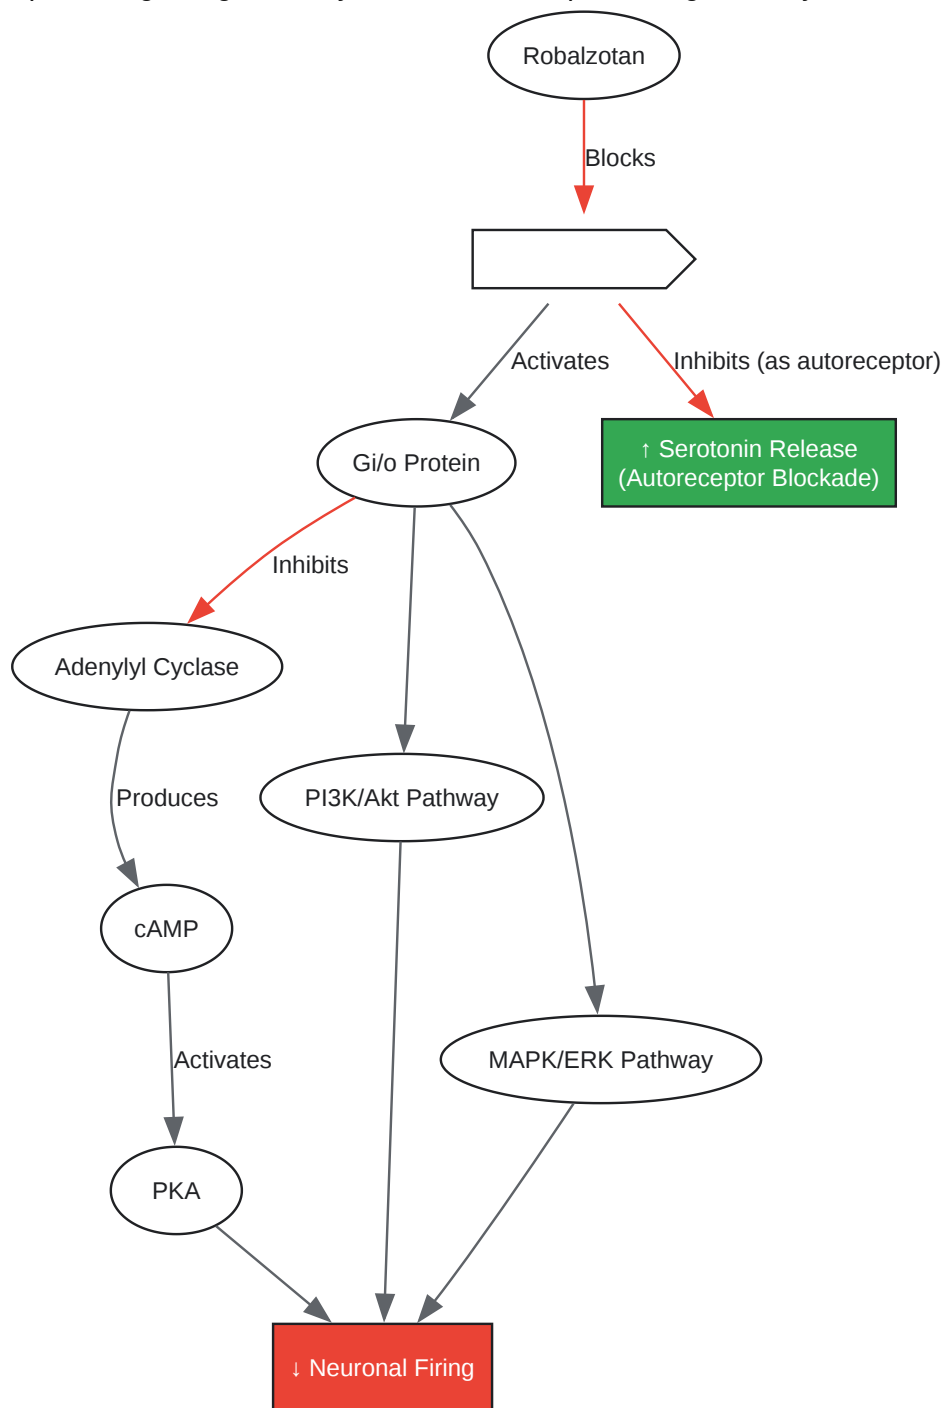 Robalzotan
Blocks
Activates
Inhibits (as autoreceptor)
Gi/o Protein
↑ Serotonin Release
(Autoreceptor Blockade)
Inhibits
Adenylyl Cyclase
Produces
PI3K/Akt Pathway
cAMP
Activates
MAPK/ERK Pathway
PKA
↓ Neuronal Firing